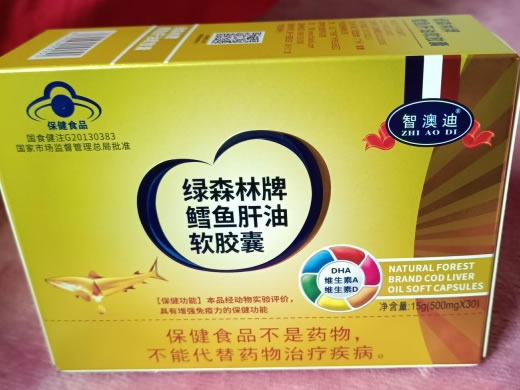 智澳迪
ZHI AO DI
保健食品
国食健注G20130383
国家市场监督管理总局批准
绿森林牌
鳕鱼肝油
软胶囊
DHA
维生素A
维生素D
NATURAL FOREST
BRAND COD LIVER
OIL SOFT CAPSULES
净含量:15g(500mgX30)
【保健功能】本品经动物实验评价,
具有增强免疫力的保健功能
保健食品不是药物,
不能代替药物治疗疾病。